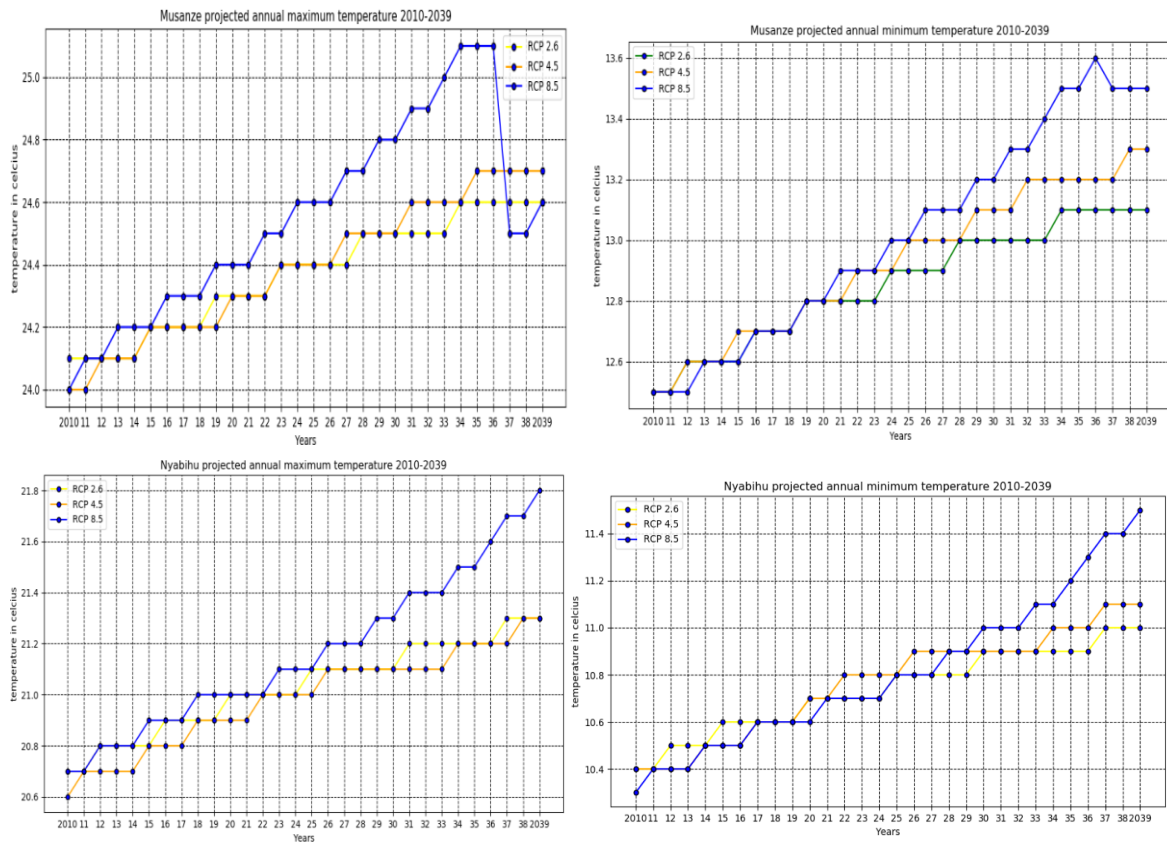 Musanze projected annual maximum temperature 2010-2039
RCP 2.6
RCP 4.5
RCP 8.5
temperature in celcius
25.0
24.8
24.6
24.4
24.2
24.0
2010 11 12 13 14 15 16 17 18 19 20 21 22 23 24 25 26 27 28 29 30 31 32 33 34 35 36 37 38 2039
Years
Musanze projected annual minimum temperature 2010-2039
RCP 2.6
RCP 4.5
RCP 8.5
temperature in celcius
13.6
13.4
13.2
13.0
12.8
12.6
2010 11 12 13 14 15 16 17 18 19 20 21 22 23 24 25 26 27 28 29 30 31 32 33 34 35 36 37 38 2039
Years
Nyabihu projected annual maximum temperature 2010-2039
RCP 2.6
RCP 4.5
RCP 8.5
temperature in celcius
21.8
21.6
21.4
21.2
21.0
20.8
20.6
2010 11 12 13 14 15 16 17 18 19 20 21 22 23 24 25 26 27 28 29 30 31 32 33 34 35 36 37 38 2039
Years
Nyabihu projected annual minimum temperature 2010-2039
RCP 2.6
RCP 4.5
RCP 8.5
temperature in celcius
11.4
11.2
11.0
10.8
10.6
10.4
2010 11 12 13 14 15 16 17 18 19 20 21 22 23 24 25 26 27 28 29 30 31 32 33 34 35 36 37 38 2039
Years